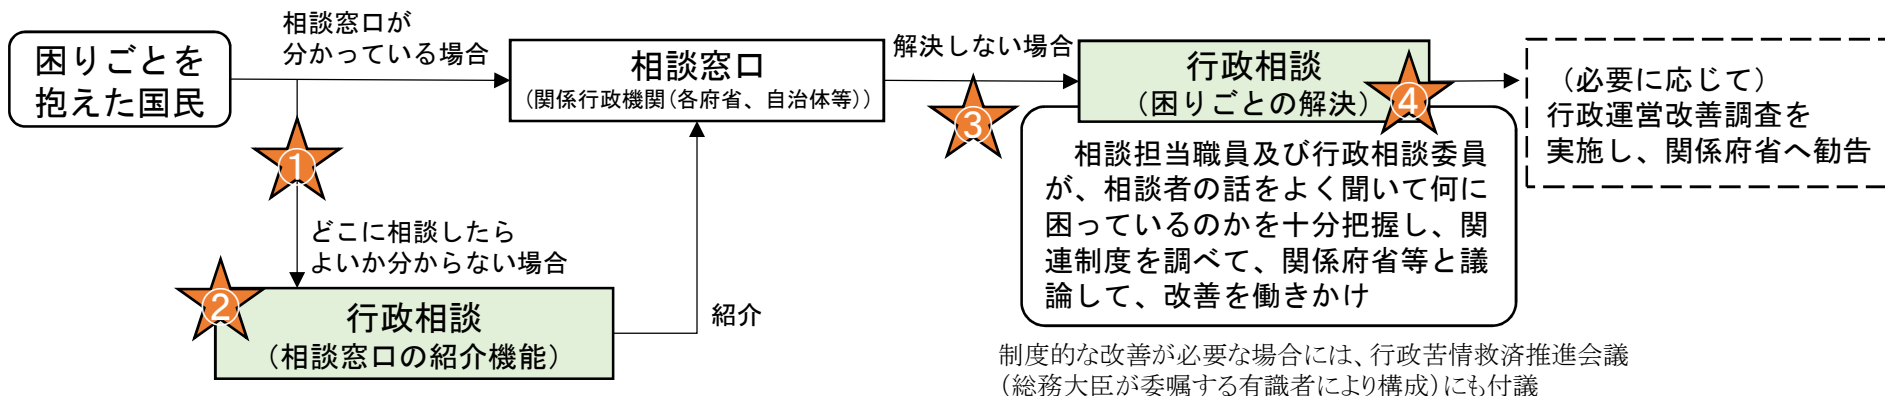 困りごとを
抱えた国民
相談窓口が
分かっている場合
①
どこに相談したら
よいか分からない場合
②
行政相談
（相談窓口の紹介機能）
紹介
相談窓口
（関係行政機関（各府省、自治体等））
解決しない場合
③
行政相談
（困りごとの解決）
④
相談担当職員及び行政相談委員
が、相談者の話をよく聞いて何に
困っているのかを十分把握し、関
連制度を調べて、関係府省等と議
論して、改善を働きかけ
制度的な改善が必要な場合には、行政苦情救済推進会議
（総務大臣が委嘱する有識者により構成）にも付議
（必要に応じて）
行政運営改善調査を
実施し、関係府省へ勧告